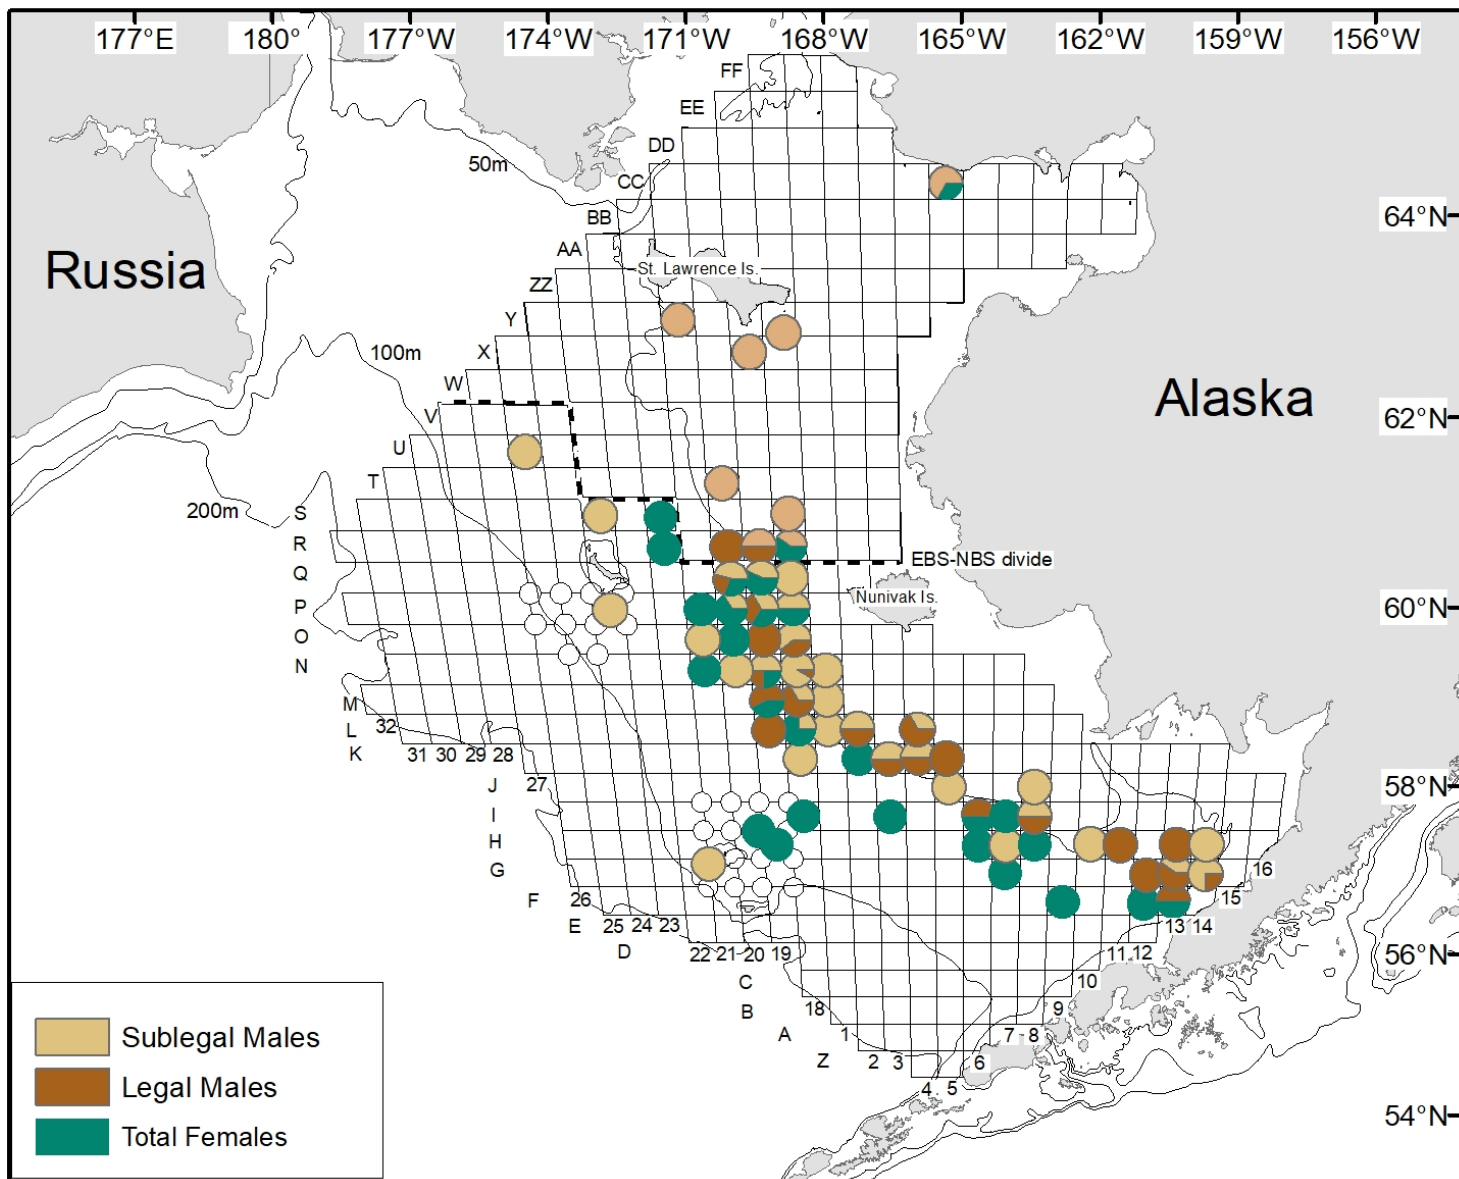 177°E 180° 177°W 174°W 171°W 168°W 165°W 162°W 159°W 156°W
FF
EE
DD
50m
CC
BB
64°N
AA
Russia
St. Lawrence Is.
ZZ
Y
100m
X
W
Alaska
V
62°N
U
T
200m
S
R
EBS-NBS divide
Q
Nunivak Is.
P
60°N
O
N
M
32
L
K
31 30 29 28
J
27
58°N
I
H
G
16
F
26
15
E
25 24 23
13 14
D
22 21 20 19
11 12
56°N
C
10
B
18
9
A
1
7 8
Z
2 3
6
4 5
54°N
Sublegal Males
Legal Males
Total Females